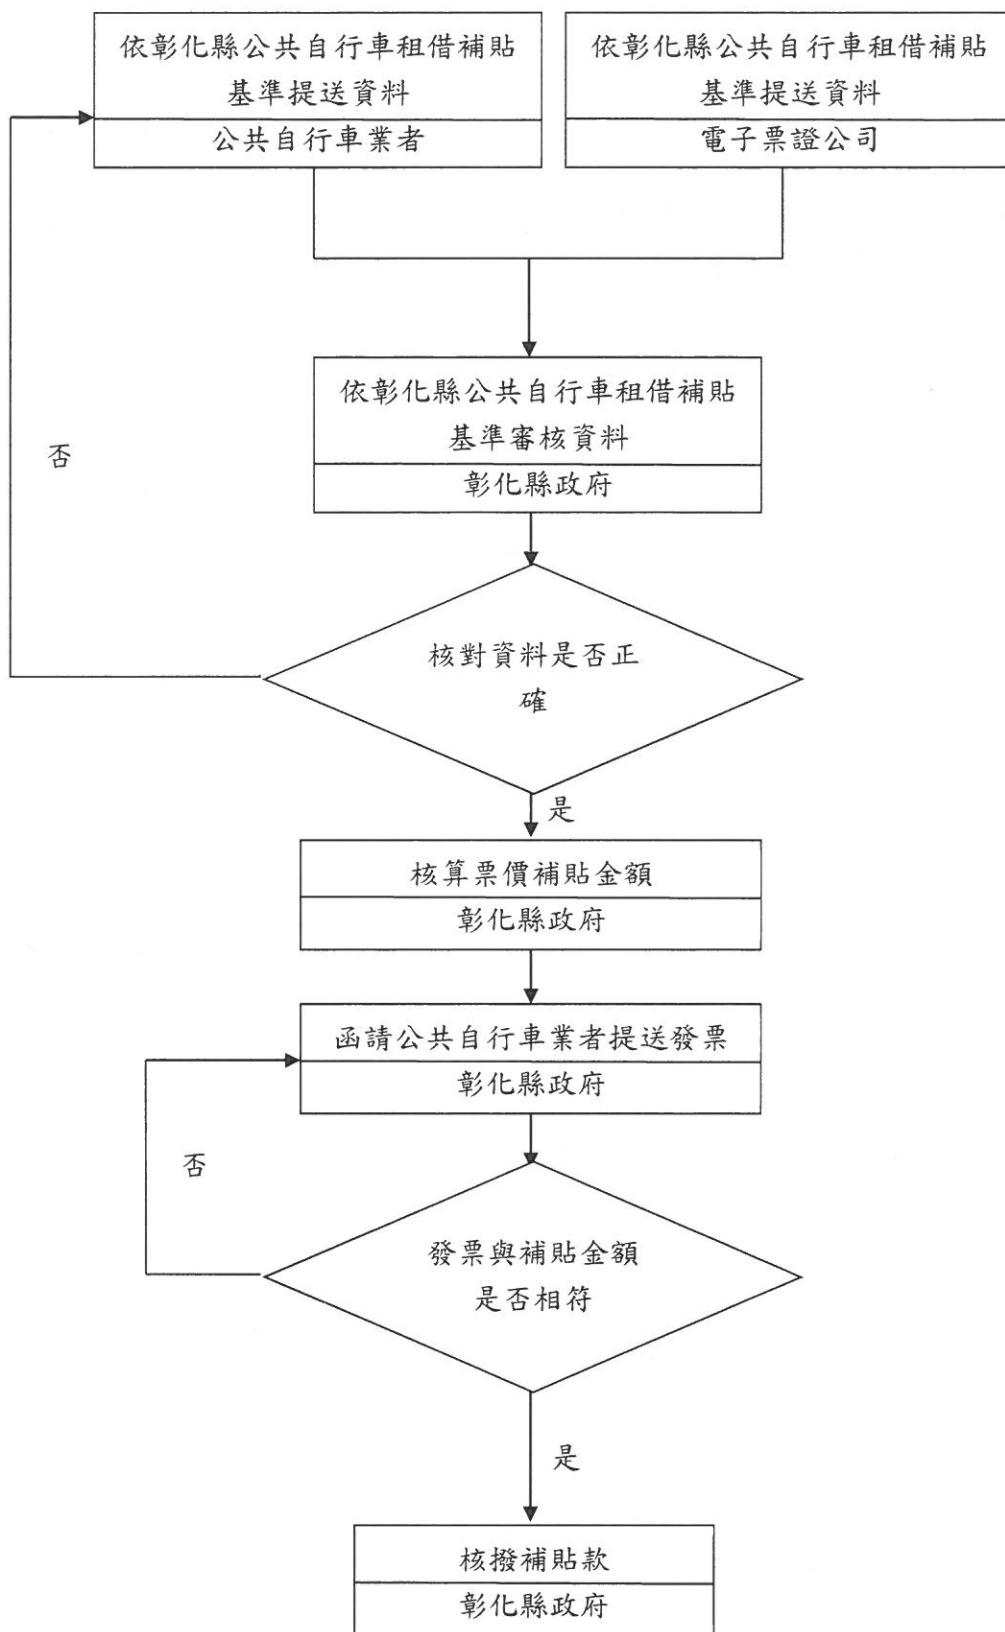 依彰化縣公共自行車租借補貼
基準提送資料
公共自行車業者
依彰化縣公共自行車租借補貼
基準提送資料
電子票證公司
依彰化縣公共自行車租借補貼
基準審核資料
彰化縣政府
否
核對資料是否正
確
是
核算票價補貼金額
彰化縣政府
函請公共自行車業者提送發票
彰化縣政府
否
發票與補貼金額
是否相符
是
核撥補貼款
彰化縣政府